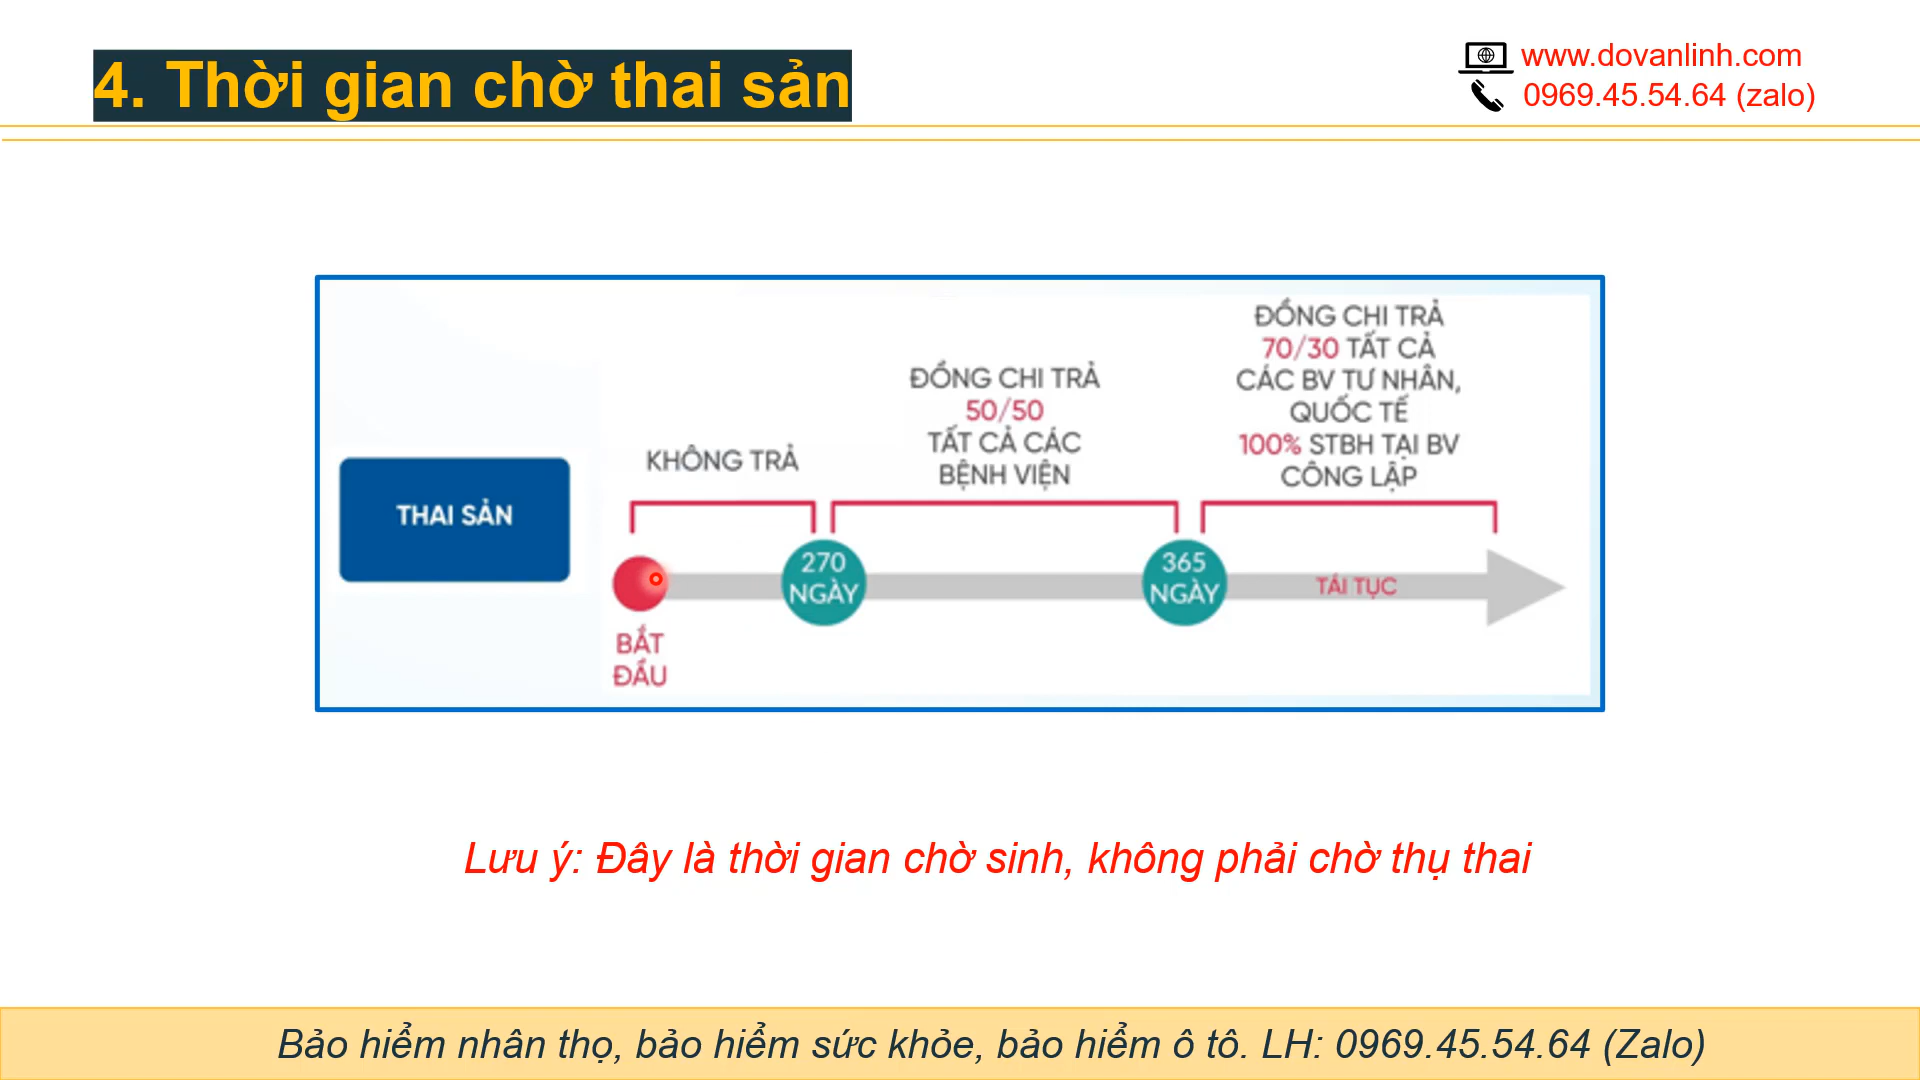 4. Thời gian chờ thai sản
www.dovanlinh.com
0969.45.54.64 (zalo)
THAI SẢN
KHÔNG TRẢ
ĐỒNG CHI TRẢ
50/50
TẤT CẢ CÁC
BỆNH VIỆN
ĐỒNG CHI TRẢ
70/30 TẤT CẢ
CÁC BV TƯ NHÂN,
QUỐC TẾ
100% STBH TẠI BV
CÔNG LẬP
270
NGÀY
365
NGÀY
TÁI TỤC
BẮT
ĐẦU
Lưu ý: Đây là thời gian chờ sinh, không phải chờ thụ thai
Bảo hiểm nhân thọ, bảo hiểm sức khỏe, bảo hiểm ô tô. LH: 0969.45.54.64 (Zalo)